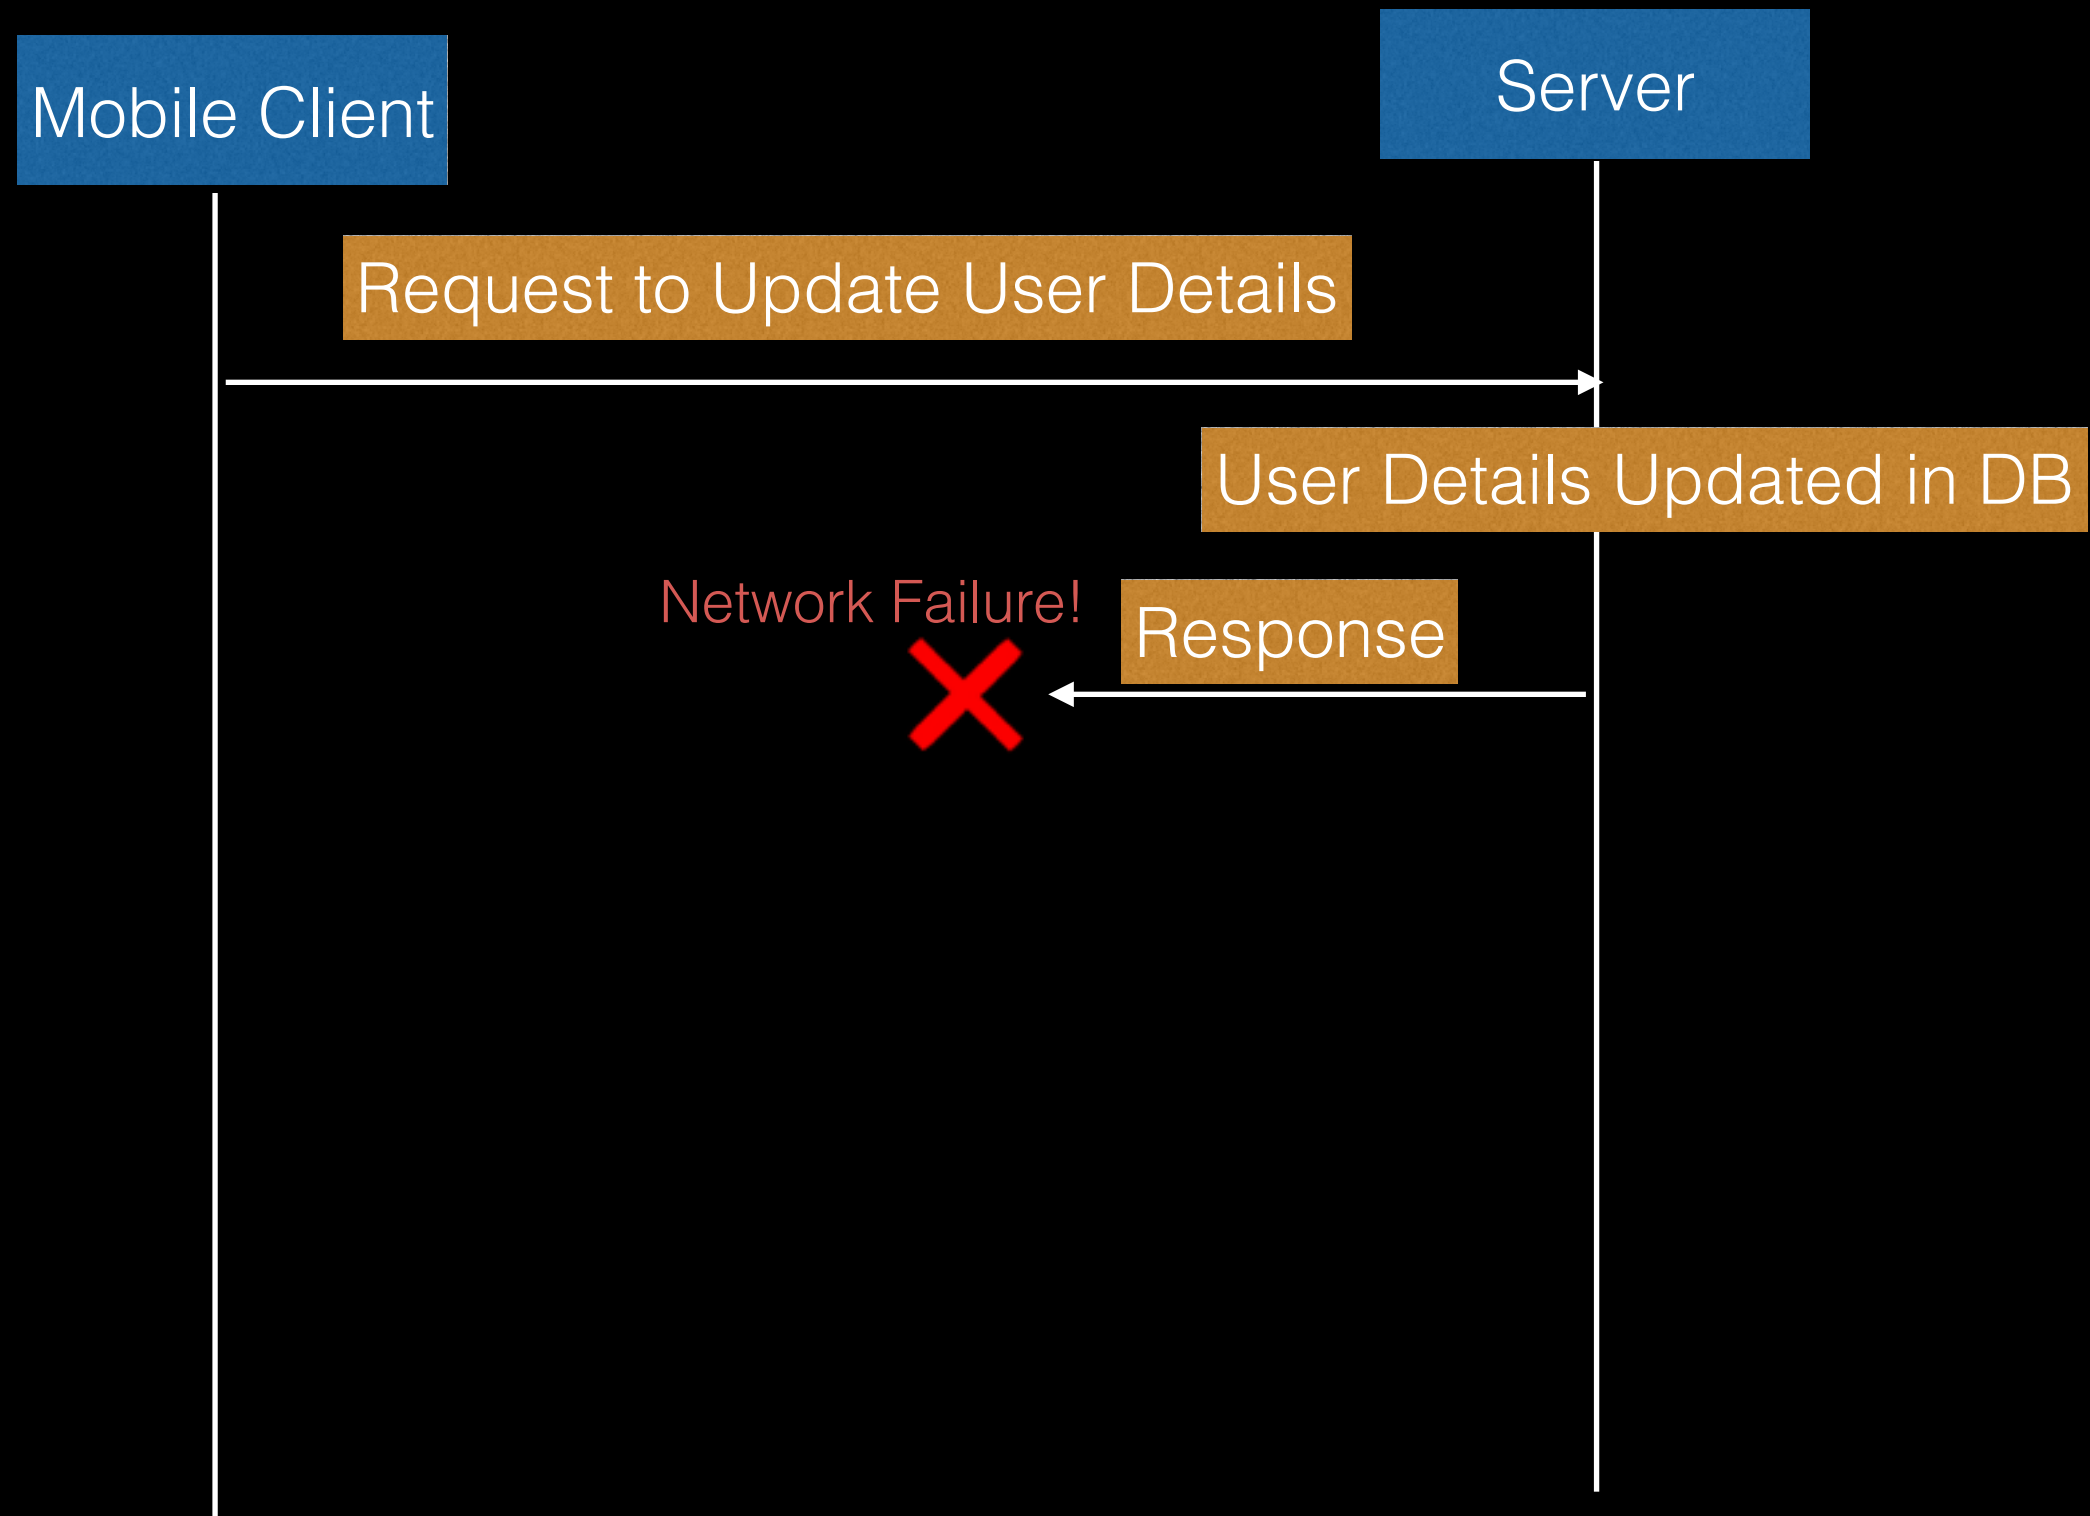 Mobile Client
Server
Request to Update User Details
User Details Updated in DB
Network Failure!
Response